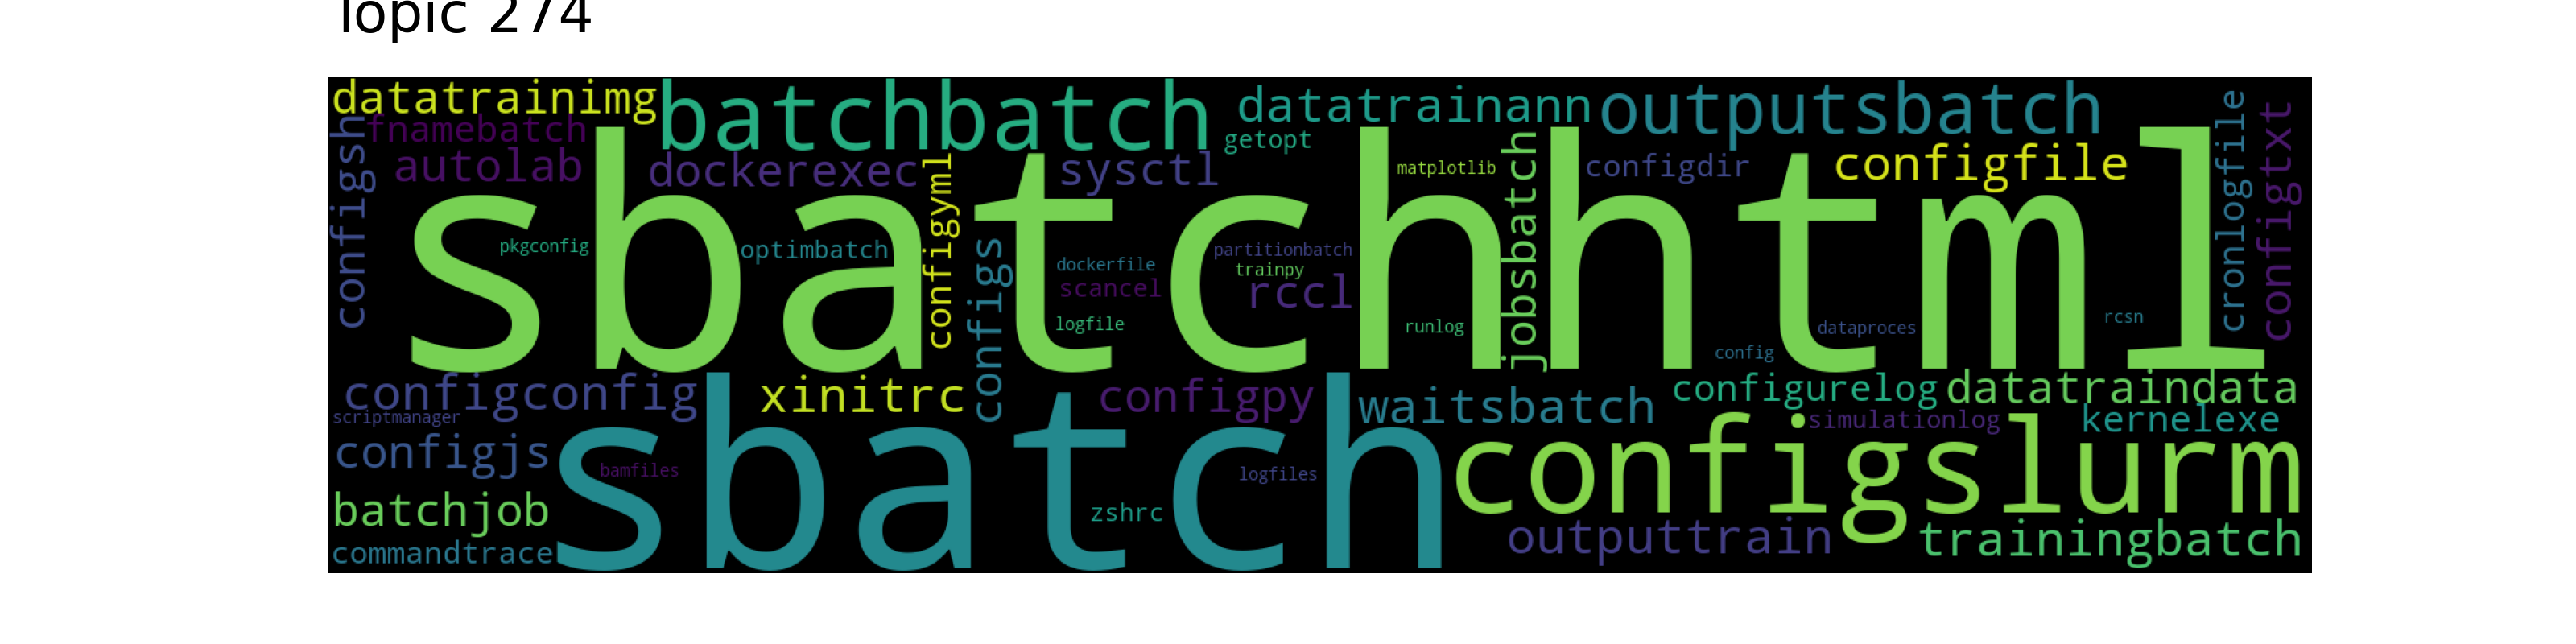 Topic 274
datatrainimg batchbatch datatrainann outputsbatch
fnamebatch getopt
autolab dockerexec sysctl matplotlib configdir configfile
configsh configyml jobsbatch cronlogfile configtxt
sbatchhtml
pkgconfig optimbatch configs dockerfile partitionbatch
trainpy
scancel rccl
logfile runlog dataproces rcsn
config
configconfig xinitrc configpy waitsbatch configurelog datatraindata
scriptmanager simulationlog kernelexe
configjs sbatch configslurm
bamfiles logfiles
batchjob zshrc outputtrain trainingbatch
commandtrace